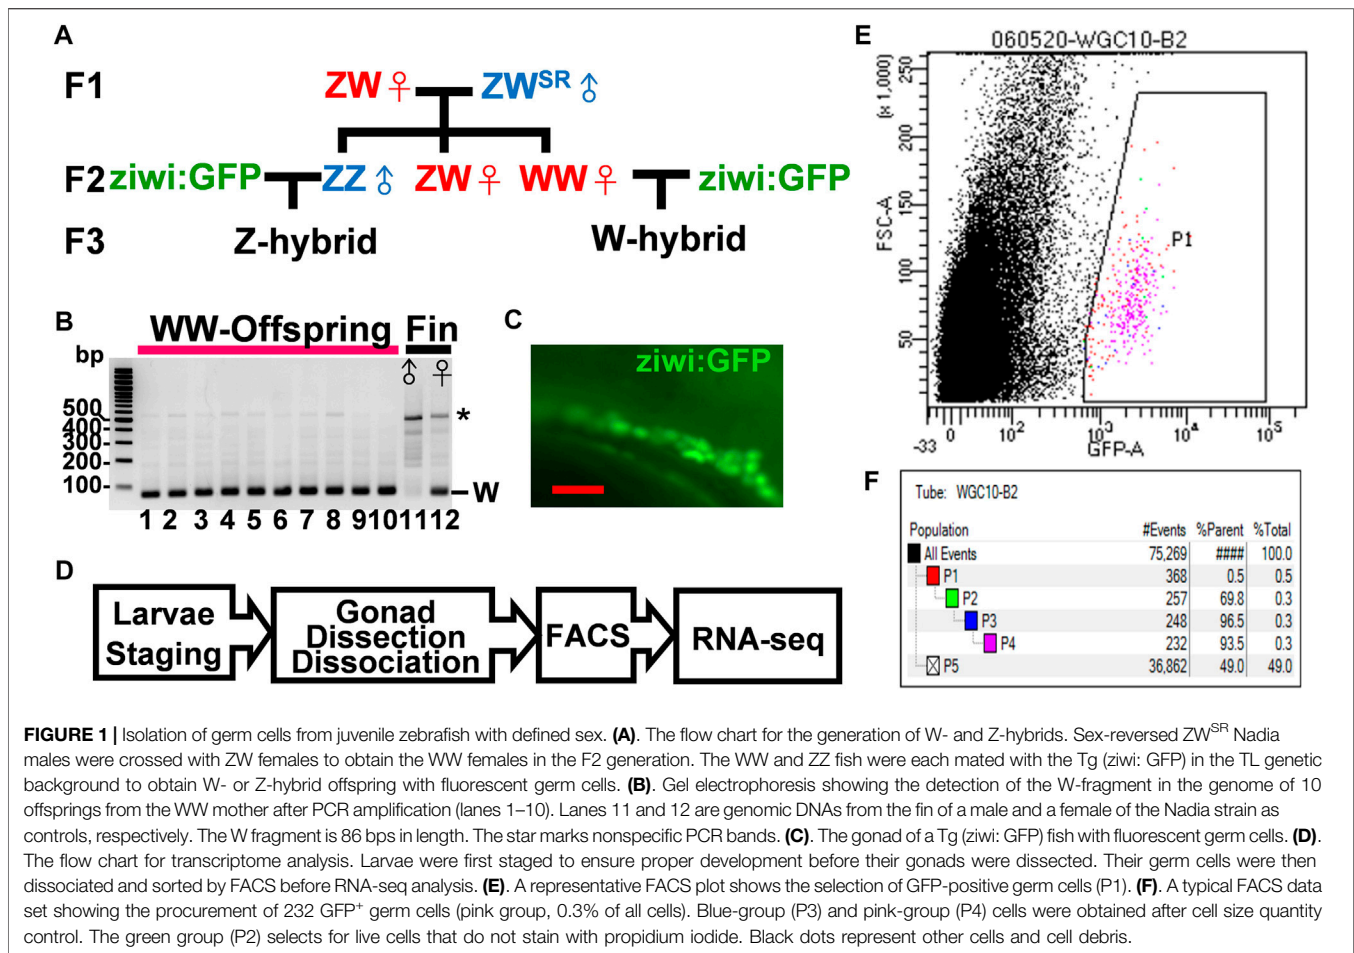 A
F1
ZW♀ ZWSR♂
F2 ziwi:GFP ZZ♂ ZW♀ WW♀ ziwi:GFP
F3 Z-hybrid W-hybrid
B
WW-Offspring Fin
bp ♂ ♀
500 *
400
300
200
100 W
1 2 3 4 5 6 7 8 9 10 11 12
C
ziwi:GFP
D
Larvae
Staging
Gonad
Dissection
Dissociation
FACS
RNA-seq
E
060520-WGC10-B2
(x 1,000)
FSC-A
250
200
150
100
50
P1
-33 0 10² 10³ 10⁴ 10⁵
GFP-A
F
Tube: WGC10-B2
Population #Events %Parent %Total
All Events 75,269 #### 100.0
P1 368 0.5 0.5
P2 257 69.8 0.3
P3 248 96.5 0.3
P4 232 93.5 0.3
P5 36,862 49.0 49.0
FIGURE 1 | Isolation of germ cells from juvenile zebrafish with defined sex. (A). The flow chart for the generation of W- and Z-hybrids. Sex-reversed ZWSR Nadia
males were crossed with ZW females to obtain the WW females in the F2 generation. The WW and ZZ fish were each mated with the Tg (ziwi: GFP) in the TL genetic
background to obtain W- or Z-hybrid offspring with fluorescent germ cells. (B). Gel electrophoresis showing the detection of the W-fragment in the genome of 10
offsprings from the WW mother after PCR amplification (lanes 1–10). Lanes 11 and 12 are genomic DNAs from the fin of a male and a female of the Nadia strain as
controls, respectively. The W fragment is 86 bps in length. The star marks nonspecific PCR bands. (C). The gonad of a Tg (ziwi: GFP) fish with fluorescent germ cells. (D).
The flow chart for transcriptome analysis. Larvae were first staged to ensure proper development before their gonads were dissected. Their germ cells were then
dissociated and sorted by FACS before RNA-seq analysis. (E). A representative FACS plot shows the selection of GFP-positive germ cells (P1). (F). A typical FACS data
set showing the procurement of 232 GFP⁺ germ cells (pink group, 0.3% of all cells). Blue-group (P3) and pink-group (P4) cells were obtained after cell size quantity
control. The green group (P2) selects for live cells that do not stain with propidium iodide. Black dots represent other cells and cell debris.